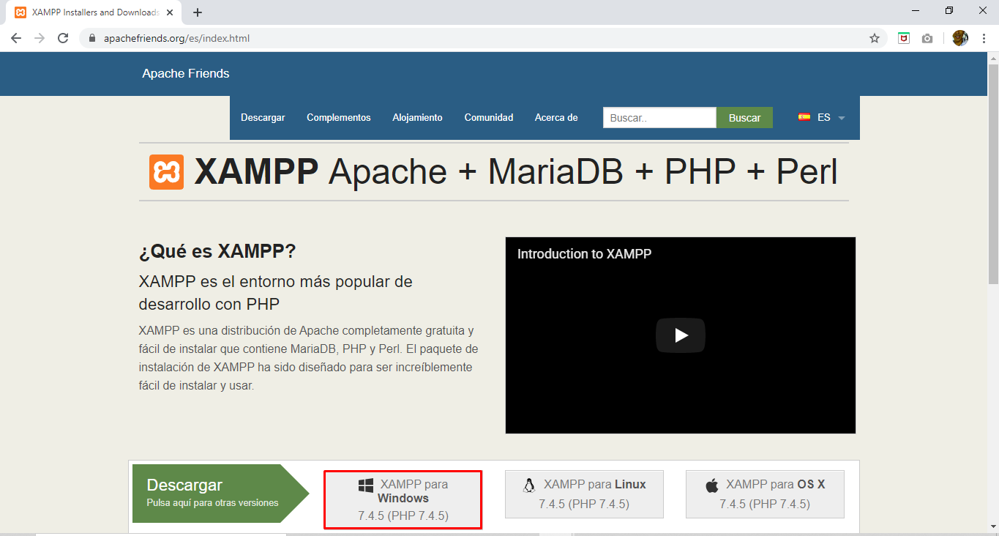 XAMPP Installers and Downloads
apachefriends.org/es/index.html
Apache Friends
Descargar Complementos Alojamiento Comunidad Acerca de Buscar.. Buscar ES
XAMPP Apache + MariaDB + PHP + Perl
¿Qué es XAMPP?
XAMPP es el entorno más popular de
desarrollo con PHP
XAMPP es una distribución de Apache completamente gratuita y
fácil de instalar que contiene MariaDB, PHP y Perl. El paquete de
instalación de XAMPP ha sido diseñado para ser increíblemente
fácil de instalar y usar.
Introduction to XAMPP
Descargar
Pulsa aquí para otras versiones
XAMPP para
Windows
7.4.5 (PHP 7.4.5)
XAMPP para Linux
7.4.5 (PHP 7.4.5)
XAMPP para OS X
7.4.5 (PHP 7.4.5)